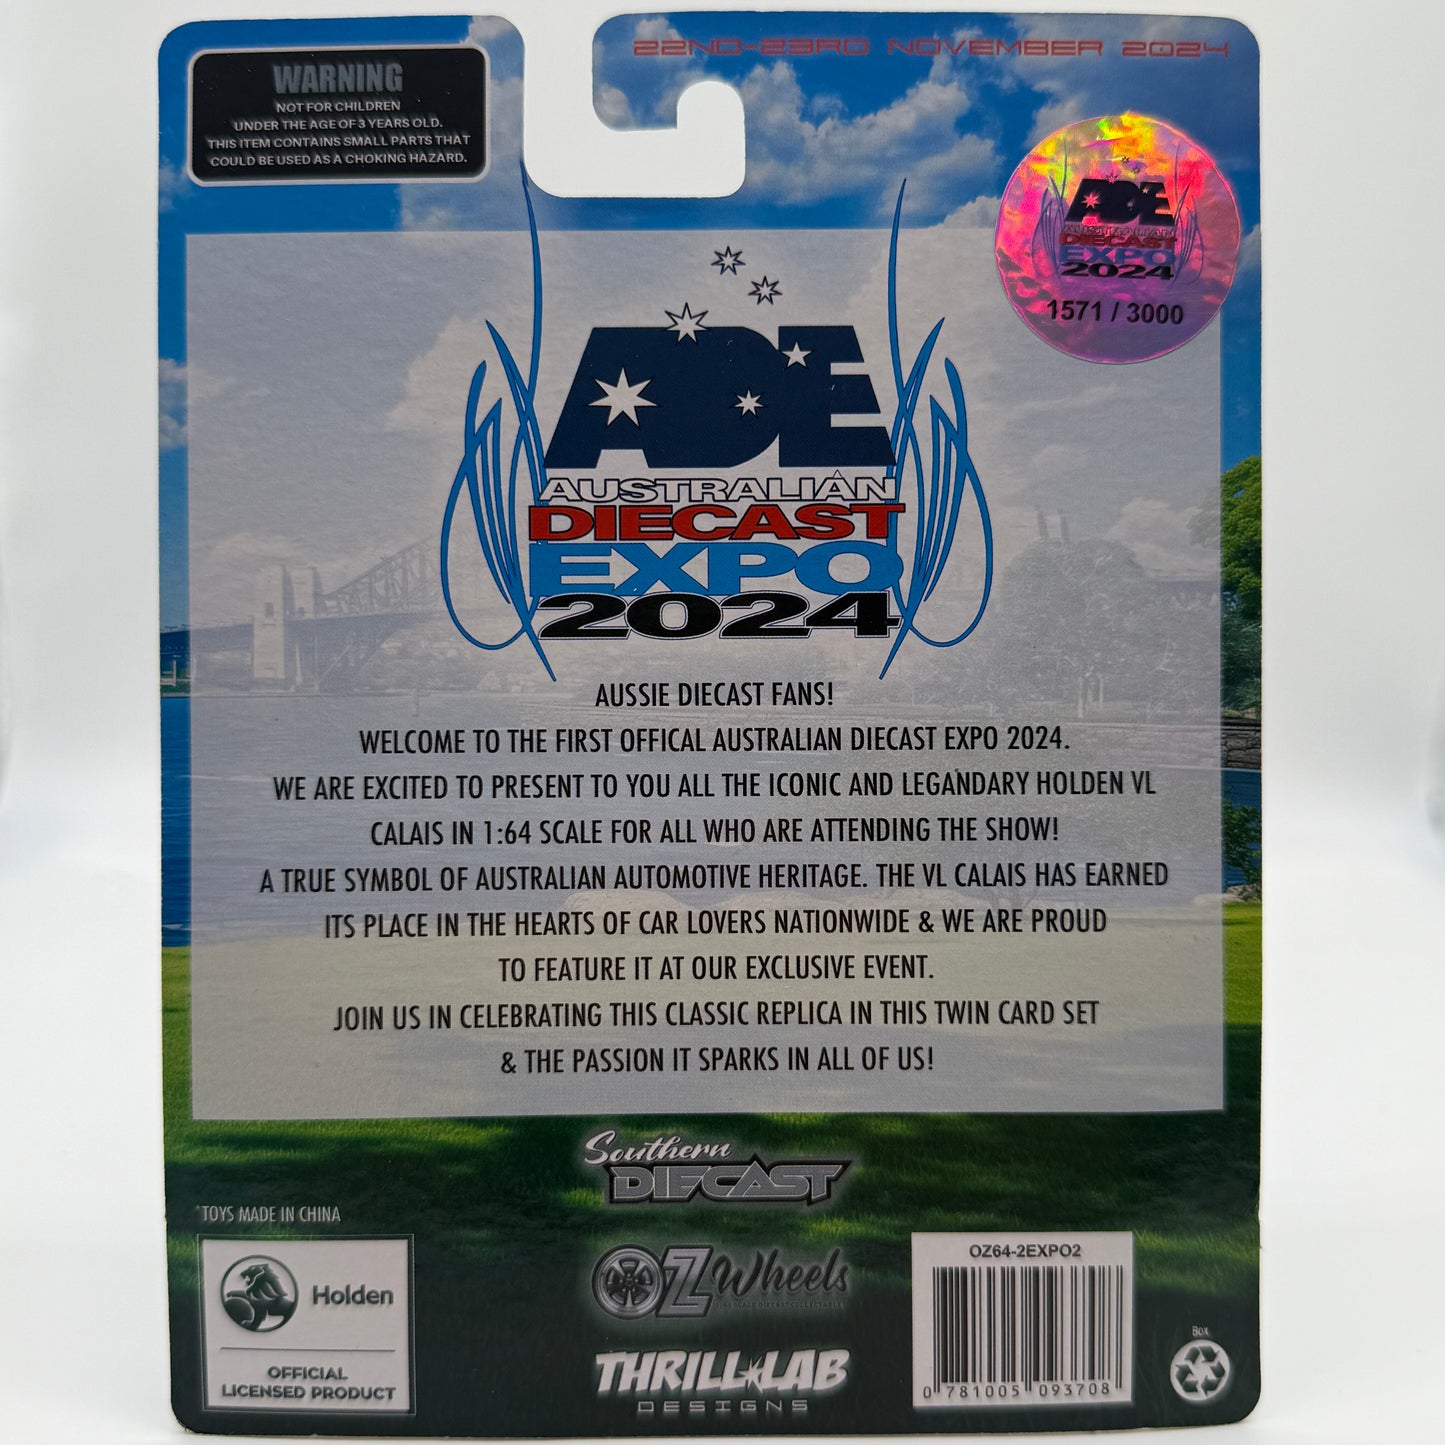 22ND-23RD NOVEMBER 2024
WARNING
NOT FOR CHILDREN
UNDER THE AGE OF 3 YEARS OLD.
THIS ITEM CONTAINS SMALL PARTS THAT
COULD BE USED AS A CHOKING HAZARD.
ADE
AUSTRALIAN
DIECAST
EXPO
2024
1571 / 3000
ADE
AUSTRALIAN
DIECAST
EXPO
2024
AUSSIE DIECAST FANS!
WELCOME TO THE FIRST OFFICAL AUSTRALIAN DIECAST EXPO 2024.
WE ARE EXCITED TO PRESENT TO YOU ALL THE ICONIC AND LEGANDARY HOLDEN VL
CALAIS IN 1:64 SCALE FOR ALL WHO ARE ATTENDING THE SHOW!
A TRUE SYMBOL OF AUSTRALIAN AUTOMOTIVE HERITAGE. THE VL CALAIS HAS EARNED
ITS PLACE IN THE HEARTS OF CAR LOVERS NATIONWIDE & WE ARE PROUD
TO FEATURE IT AT OUR EXCLUSIVE EVENT.
JOIN US IN CELEBRATING THIS CLASSIC REPLICA IN THIS TWIN CARD SET
& THE PASSION IT SPARKS IN ALL OF US!
Southern
DIECAST
*TOYS MADE IN CHINA
Holden
OFFICIAL
LICENSED PRODUCT
OZ Wheels
1:64 SCALE DIECAST COLLECTABLES
THRILL LAB
DESIGNS
OZ64-2EXPO2
0 781005 093708
Box